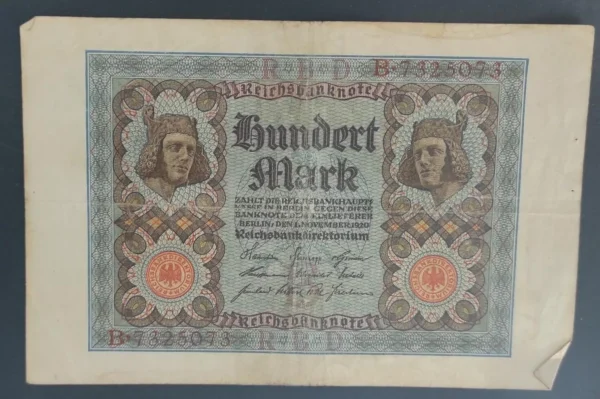 R B D B·7325073
Reichsbanknote
Hundert
Mark
ZAHLT DIE REICHSBANKHAUPT
KASSE IN BERLIN GEGEN DIESE
BANKNOTE DEM EINLIEFERER
BERLIN, DEN 1. NOVEMBER 1920
Reichsbankdirektorium
Reichsbanknote
B·7325073 R B D